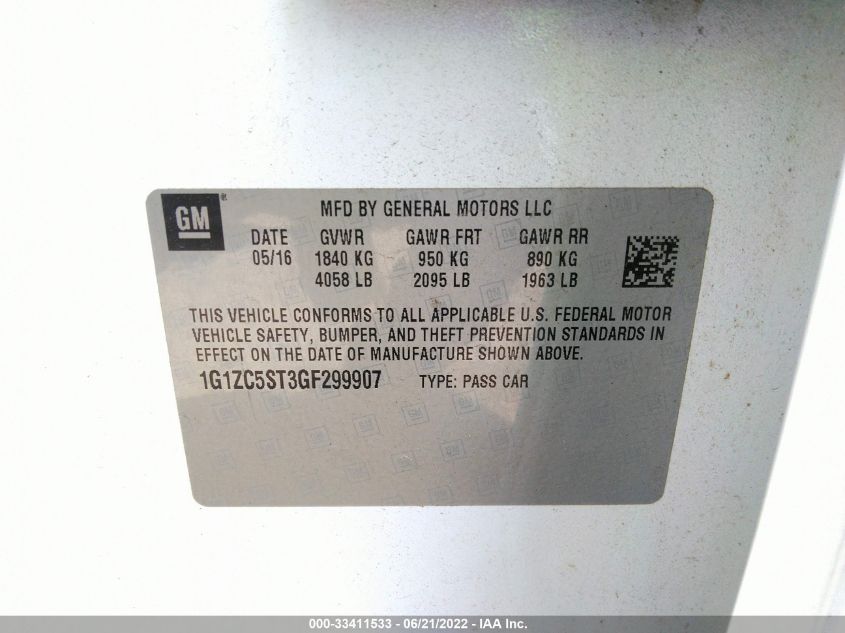 GM ®
MFD BY GENERAL MOTORS LLC
DATE GVWR GAWR FRT GAWR RR
05/16 1840 KG 950 KG 890 KG
4058 LB 2095 LB 1963 LB
THIS VEHICLE CONFORMS TO ALL APPLICABLE U.S. FEDERAL MOTOR
VEHICLE SAFETY, BUMPER, AND THEFT PREVENTION STANDARDS IN
EFFECT ON THE DATE OF MANUFACTURE SHOWN ABOVE.
1G1ZC5ST3GF299907 TYPE: PASS CAR
000-33411533 - 06/21/2022 - IAA Inc.